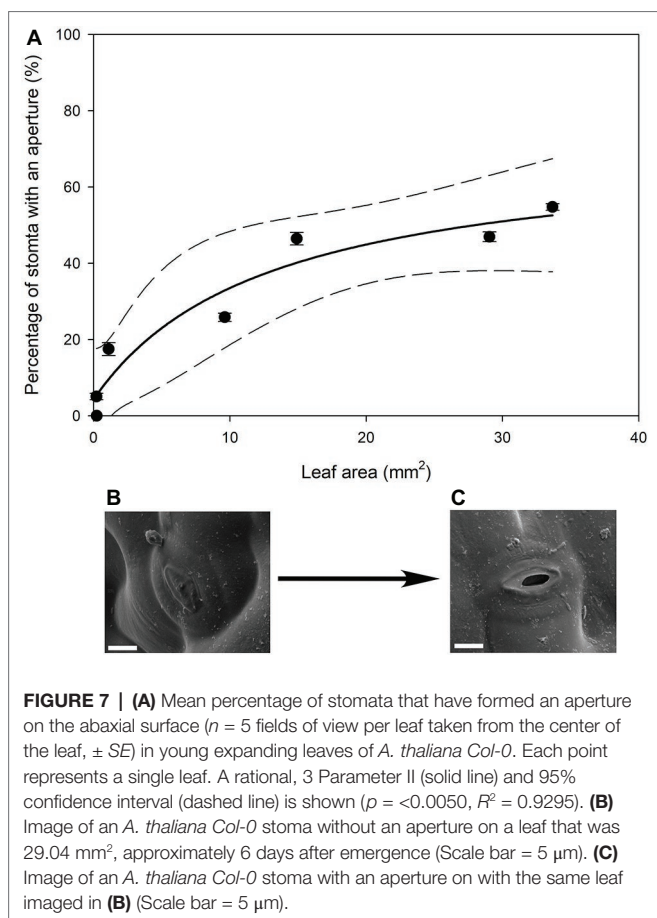 A
100
80
60
40
20
0
Percentage of stomta with an aperture (%)
0
10
20
30
40
Leaf area (mm²)
B
C
FIGURE 7 | (A) Mean percentage of stomata that have formed an aperture
on the abaxial surface (n = 5 fields of view per leaf taken from the center of
the leaf, ± SE) in young expanding leaves of A. thaliana Col-0. Each point
represents a single leaf. A rational, 3 Parameter II (solid line) and 95%
confidence interval (dashed line) is shown (p = <0.0050, R² = 0.9295). (B)
Image of an A. thaliana Col-0 stoma without an aperture on a leaf that was
29.04 mm², approximately 6 days after emergence (Scale bar = 5 μm). (C)
Image of an A. thaliana Col-0 stoma with an aperture on with the same leaf
imaged in (B) (Scale bar = 5 μm).